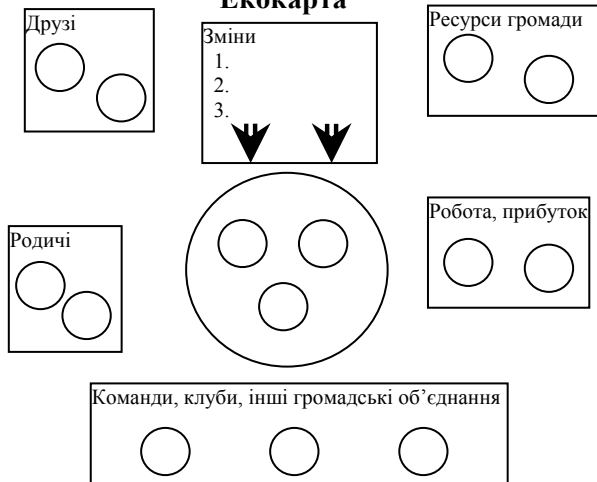 Екокарта
Друзі
Зміни
1.
2.
3.
Ресурси громади
Родичі
Робота, прибуток
Команди, клуби, інші громадські об’єднання